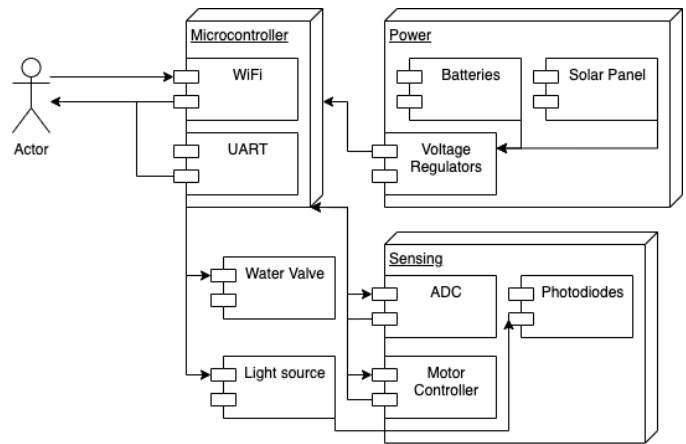 Microcontroller
Power
WiFi
Batteries
Solar Panel
Actor
UART
Voltage
Regulators
Sensing
Water Valve
ADC
Photodiodes
Light source
Motor
Controller